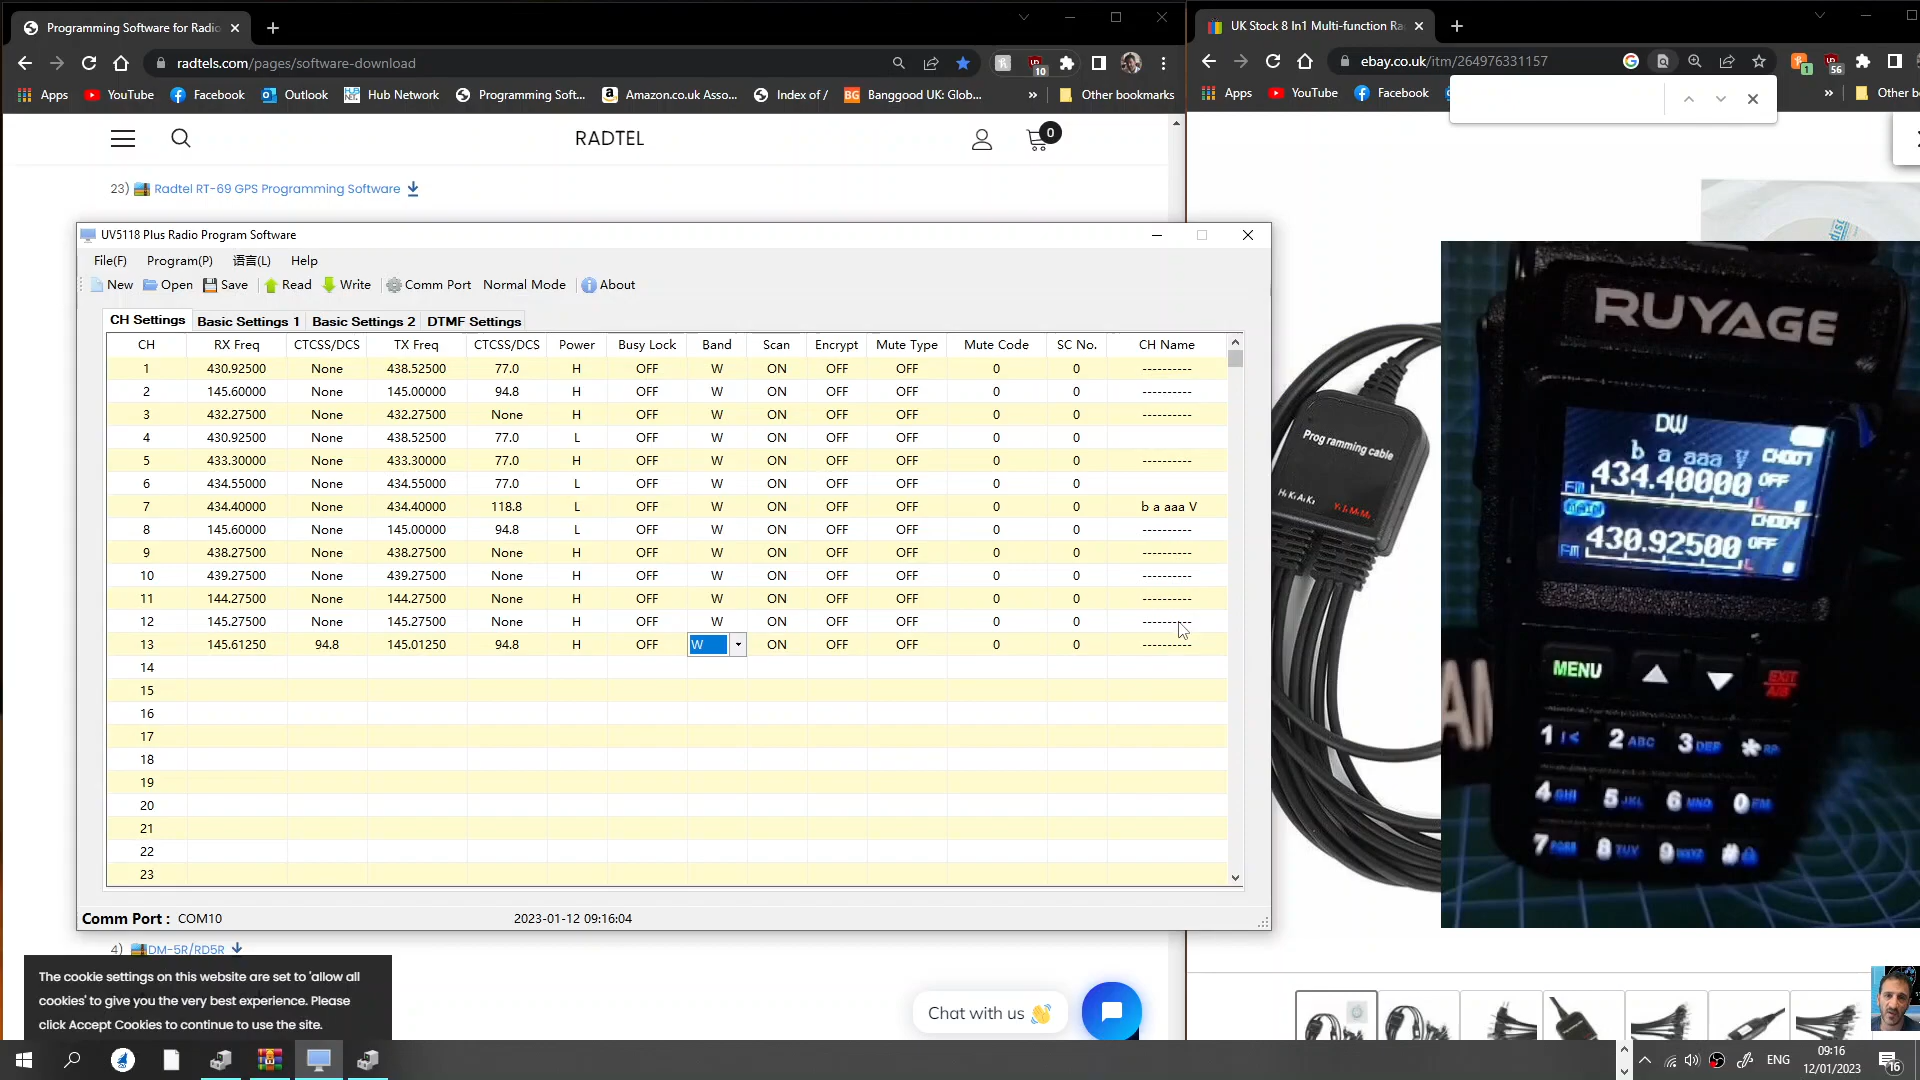 Programming Software for Radio
radtels.com/pages/software-download
Apps YouTube Facebook Outlook Hub Network Programming Soft... Amazon.co.uk Asso... Index of / Banggood UK: Glob... » Other bookmarks
RADTEL
0
23) Radtel RT-69 GPS Programming Software
UV5118 Plus Radio Program Software
File(F) Program(P) 语言(L) Help
New Open Save Read Write Comm Port Normal Mode About
CH Settings Basic Settings 1 Basic Settings 2 DTMF Settings
CH RX Freq CTCSS/DCS TX Freq CTCSS/DCS Power Busy Lock Band Scan Encrypt Mute Type Mute Code SC No. CH Name
1 430.92500 None 438.52500 77.0 H OFF W ON OFF OFF 0 0 ----------
2 145.60000 None 145.00000 94.8 H OFF W ON OFF OFF 0 0 ----------
3 432.27500 None 432.27500 None H OFF W ON OFF OFF 0 0 ----------
4 430.92500 None 438.52500 77.0 L OFF W ON OFF OFF 0 0
5 433.30000 None 433.30000 77.0 H OFF W ON OFF OFF 0 0 ----------
6 434.55000 None 434.55000 77.0 L OFF W ON OFF OFF 0 0
7 434.40000 None 434.40000 118.8 L OFF W ON OFF OFF 0 0 b a aaa V
8 145.60000 None 145.00000 94.8 L OFF W ON OFF OFF 0 0 ----------
9 438.27500 None 438.27500 None H OFF W ON OFF OFF 0 0 ----------
10 439.27500 None 439.27500 None H OFF W ON OFF OFF 0 0 ----------
11 144.27500 None 144.27500 None H OFF W ON OFF OFF 0 0 ----------
12 145.27500 None 145.27500 None H OFF W ON OFF OFF 0 0 ----------
13 145.61250 94.8 145.01250 94.8 H OFF W ON OFF OFF 0 0 ----------
14
15
16
17
18
19
20
21
22
23
Comm Port : COM10 2023-01-12 09:16:04
4) DM-5R/RD5R
The cookie settings on this website are set to 'allow all
cookies' to give you the very best experience. Please
click Accept Cookies to continue to use the site.
Chat with us
UK Stock 8 In1 Multi-function Ra
ebay.co.uk/itm/264976331157
Apps YouTube Facebook » Other b
Programming cable
RUYAGE
DW
b a aaa V CH007
434.40000 OFF
FM L
MAIN CH004
430.92500 OFF
FM L
MENU EXIT A/B
1 2 ABC 3 DEF *
4 GHI 5 JKL 6 MNO 0 FM
7 PQRS 8 TUV 9 WXYZ #
ENG 09:16
12/01/2023 16